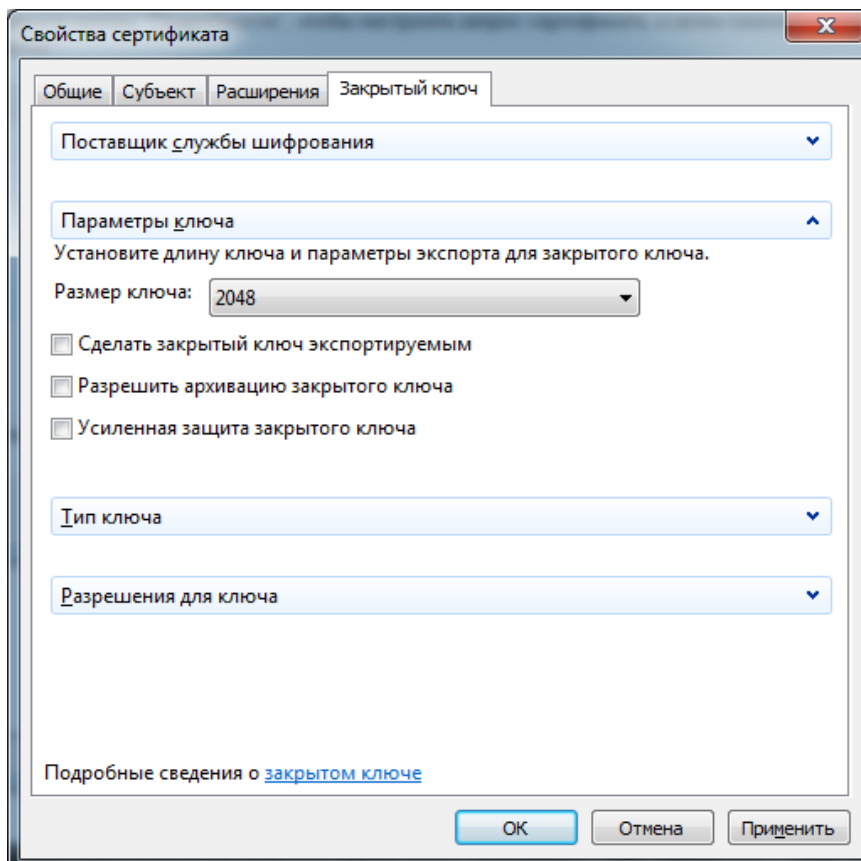 Свойства сертификата
Общие Субъект Расширения Закрытый ключ
Поставщик службы шифрования
Параметры ключа
Установите длину ключа и параметры экспорта для закрытого ключа.
Размер ключа: 2048
Сделать закрытый ключ экспортируемым
Разрешить архивацию закрытого ключа
Усиленная защита закрытого ключа
Тип ключа
Разрешения для ключа
Подробные сведения о закрытом ключе
ОК Отмена Применить